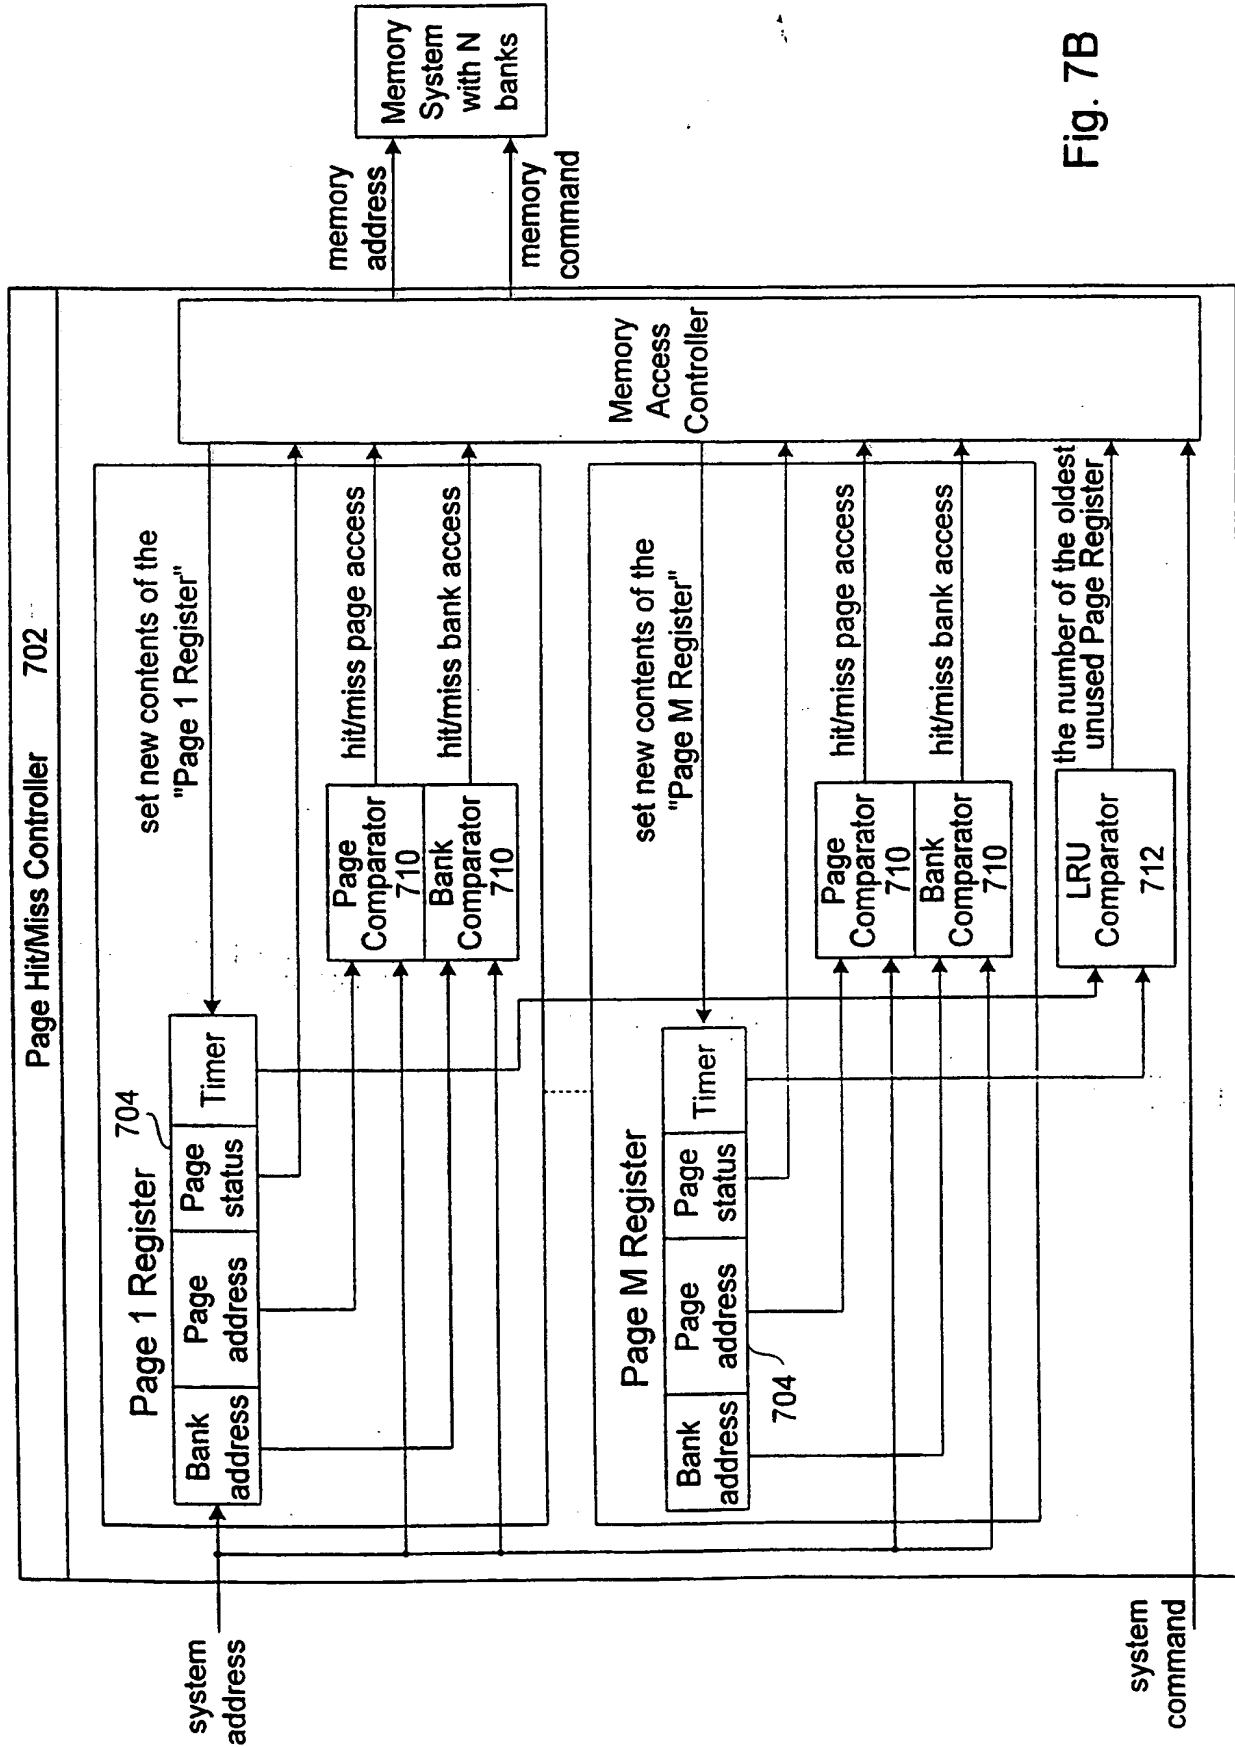 Page Hit/Miss Controller 702
system
address
Page 1 Register
704
Bank
address
Page
address
Page
status
Timer
set new contents of the
"Page 1 Register"
Page
Comparator
710
Bank
Comparator
710
hit/miss page access
hit/miss bank access
Page M Register
Bank
address
Page
address
Page
status
Timer
704
set new contents of the
"Page M Register"
Page
Comparator
710
Bank
Comparator
710
hit/miss page access
hit/miss bank access
LRU
Comparator
712
the number of the oldest
unused Page Register
system
command
Memory
Access
Controller
memory
address
memory
command
Memory
System
with N
banks
Fig. 7B